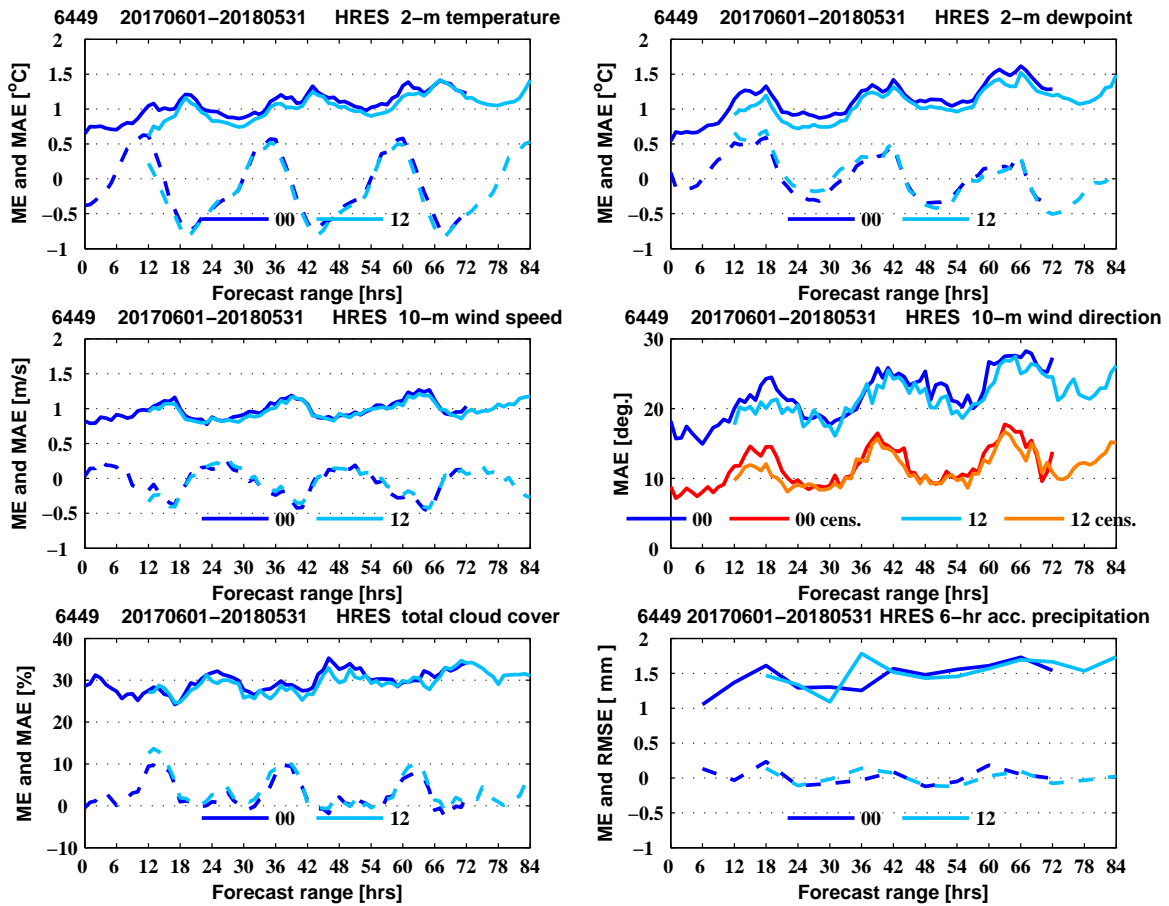 6449 20170601−20180531 HRES 2−m temperature
ME and MAE [°C]
2
1.5
1
0.5
0
−0.5
−1
00 12
0 6 12 18 24 30 36 42 48 54 60 66 72 78 84
Forecast range [hrs]
6449 20170601−20180531 HRES 2−m dewpoint
ME and MAE [°C]
2
1.5
1
0.5
0
−0.5
−1
00 12
0 6 12 18 24 30 36 42 48 54 60 66 72 78 84
Forecast range [hrs]
6449 20170601−20180531 HRES 10−m wind speed
ME and MAE [m/s]
2
1.5
1
0.5
0
−0.5
−1
00 12
0 6 12 18 24 30 36 42 48 54 60 66 72 78 84
Forecast range [hrs]
6449 20170601−20180531 HRES 10−m wind direction
MAE [deg.]
30
20
10
0
00 00 cens. 12 12 cens.
0 6 12 18 24 30 36 42 48 54 60 66 72 78 84
Forecast range [hrs]
6449 20170601−20180531 HRES total cloud cover
ME and MAE [%]
40
30
20
10
0
−10
00 12
0 6 12 18 24 30 36 42 48 54 60 66 72 78 84
Forecast range [hrs]
6449 20170601−20180531 HRES 6−hr acc. precipitation
ME and RMSE [ mm]
2
1.5
1
0.5
0
−0.5
−1
00 12
0 6 12 18 24 30 36 42 48 54 60 66 72 78 84
Forecast range [hrs]